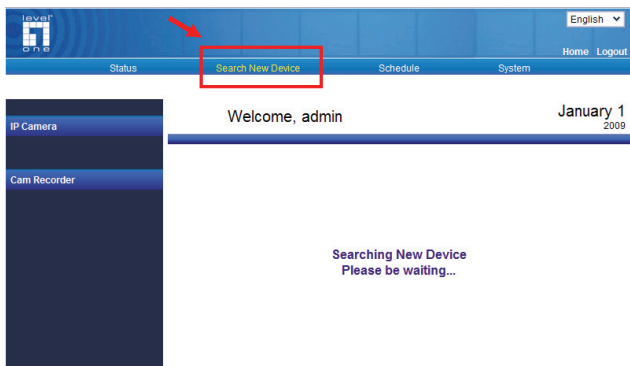 level
one
English
Home Logout
Status Search New Device Schedule System
IP Camera
Cam Recorder
Welcome, admin
January 1
2009
Searching New Device
Please be waiting...